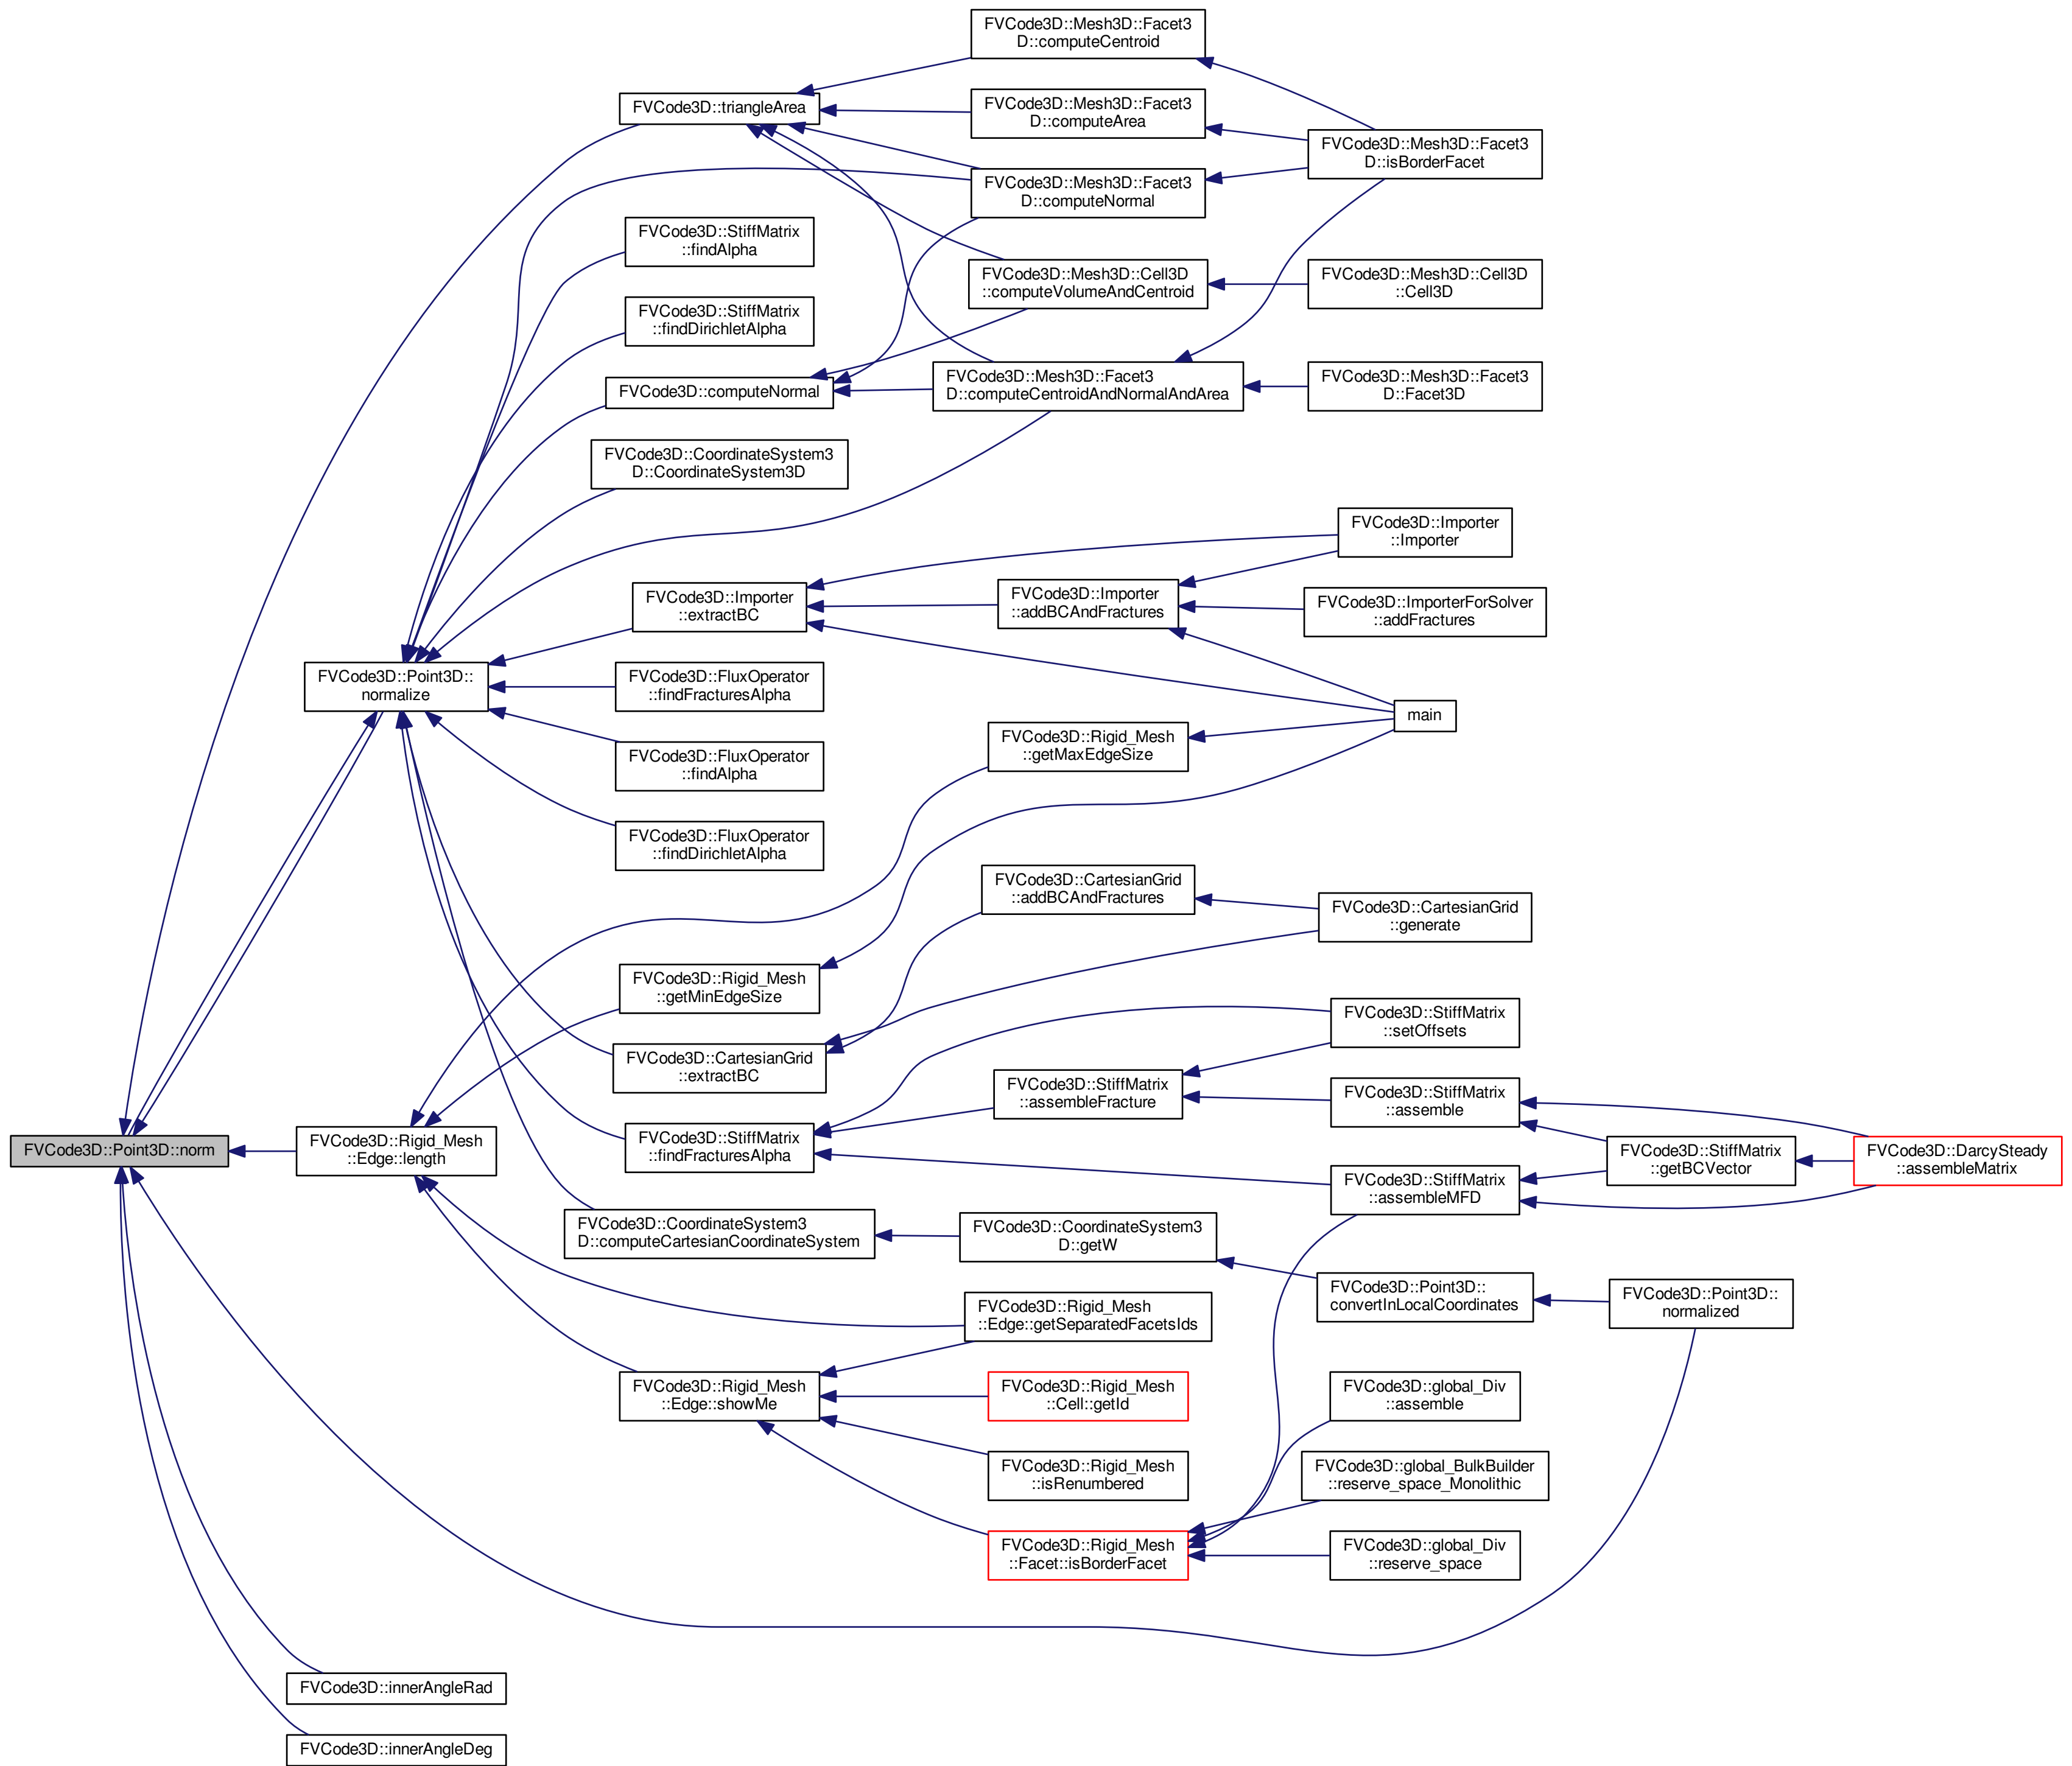 FVCode3D::Mesh3D::Facet3
D::computeCentroid
FVCode3D::triangleArea
FVCode3D::Mesh3D::Facet3
D::computeArea
FVCode3D::Mesh3D::Facet3
D::isBorderFacet
FVCode3D::Mesh3D::Facet3
D::computeNormal
FVCode3D::StiffMatrix
::findAlpha
FVCode3D::Mesh3D::Cell3D
::computeVolumeAndCentroid
FVCode3D::Mesh3D::Cell3D
::Cell3D
FVCode3D::StiffMatrix
::findDirichletAlpha
FVCode3D::computeNormal
FVCode3D::Mesh3D::Facet3
D::computeCentroidAndNormalAndArea
FVCode3D::Mesh3D::Facet3
D::Facet3D
FVCode3D::CoordinateSystem3
D::CoordinateSystem3D
FVCode3D::Importer
::Importer
FVCode3D::Importer
::extractBC
FVCode3D::Importer
::addBCAndFractures
FVCode3D::ImporterForSolver
::addFractures
FVCode3D::Point3D::
normalize
FVCode3D::FluxOperator
::findFracturesAlpha
main
FVCode3D::Rigid_Mesh
::getMaxEdgeSize
FVCode3D::FluxOperator
::findAlpha
FVCode3D::FluxOperator
::findDirichletAlpha
FVCode3D::CartesianGrid
::addBCAndFractures
FVCode3D::CartesianGrid
::generate
FVCode3D::Rigid_Mesh
::getMinEdgeSize
FVCode3D::StiffMatrix
::setOffsets
FVCode3D::CartesianGrid
::extractBC
FVCode3D::StiffMatrix
::assembleFracture
FVCode3D::StiffMatrix
::assemble
FVCode3D::Point3D::norm
FVCode3D::Rigid_Mesh
::Edge::length
FVCode3D::StiffMatrix
::findFracturesAlpha
FVCode3D::StiffMatrix
::getBCVector
FVCode3D::DarcySteady
::assembleMatrix
FVCode3D::StiffMatrix
::assembleMFD
FVCode3D::CoordinateSystem3
D::computeCartesianCoordinateSystem
FVCode3D::CoordinateSystem3
D::getW
FVCode3D::Point3D::
convertInLocalCoordinates
FVCode3D::Point3D::
normalized
FVCode3D::Rigid_Mesh
::Edge::getSeparatedFacetsIds
FVCode3D::Rigid_Mesh
::Edge::showMe
FVCode3D::Rigid_Mesh
::Cell::getId
FVCode3D::global_Div
::assemble
FVCode3D::Rigid_Mesh
::isRenumbered
FVCode3D::global_BulkBuilder
::reserve_space_Monolithic
FVCode3D::Rigid_Mesh
::Facet::isBorderFacet
FVCode3D::global_Div
::reserve_space
FVCode3D::innerAngleRad
FVCode3D::innerAngleDeg